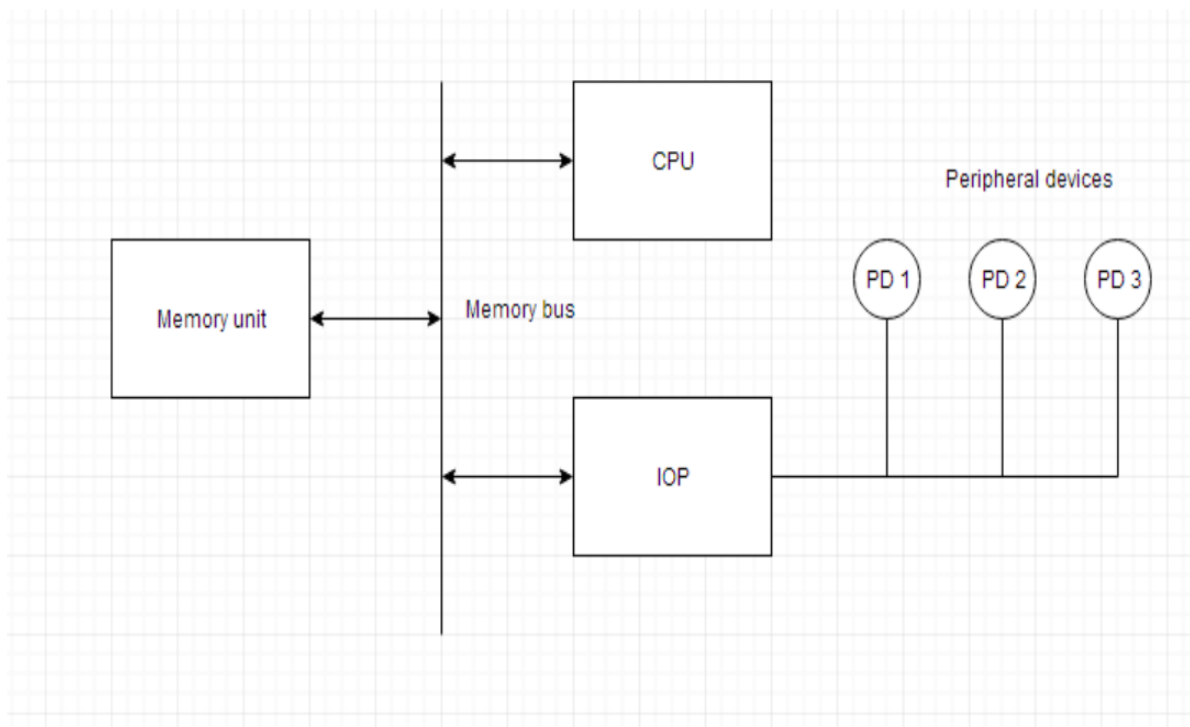 CPU
Peripheral devices
PD 1
PD 2
PD 3
Memory unit
Memory bus
IOP